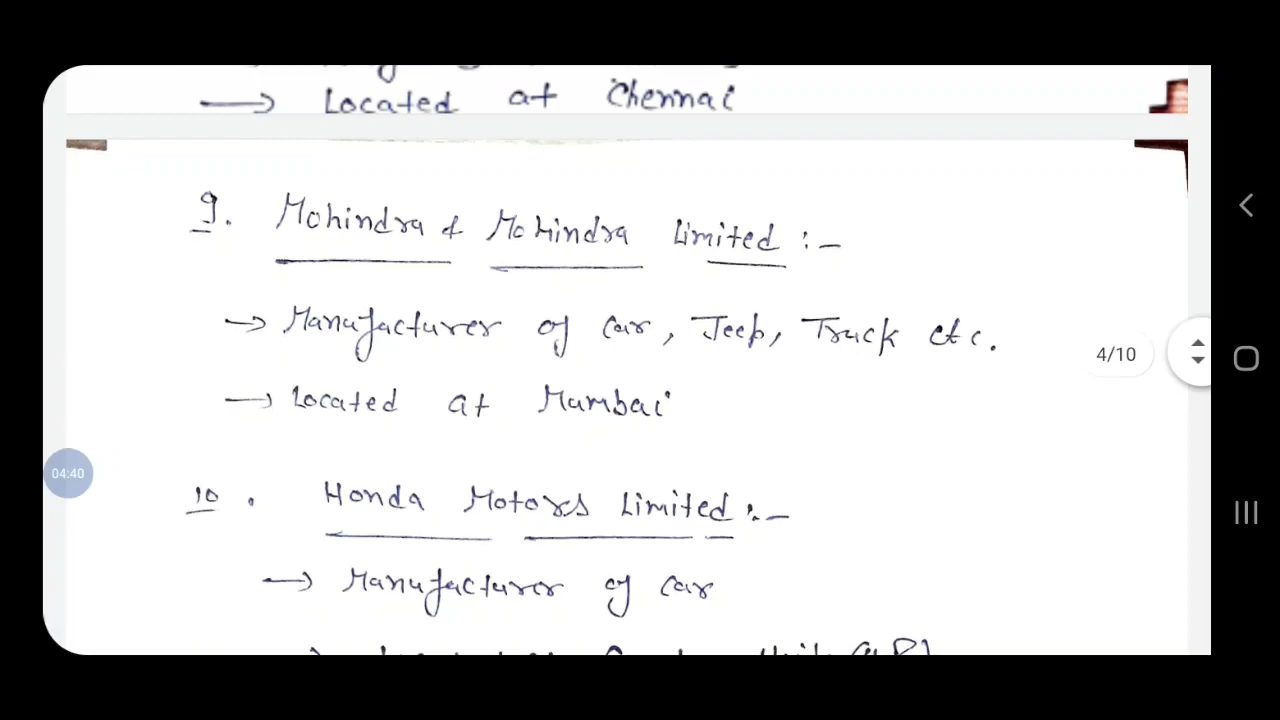 → Located at Chennai
9. Mohindra & Mohindra Limited :-
→ Manufacturer of car, Jeep, Truck etc.
4/10
→ Located at Mumbai
04:40
10. Honda Motors Limited :-
→ Manufacturer of car